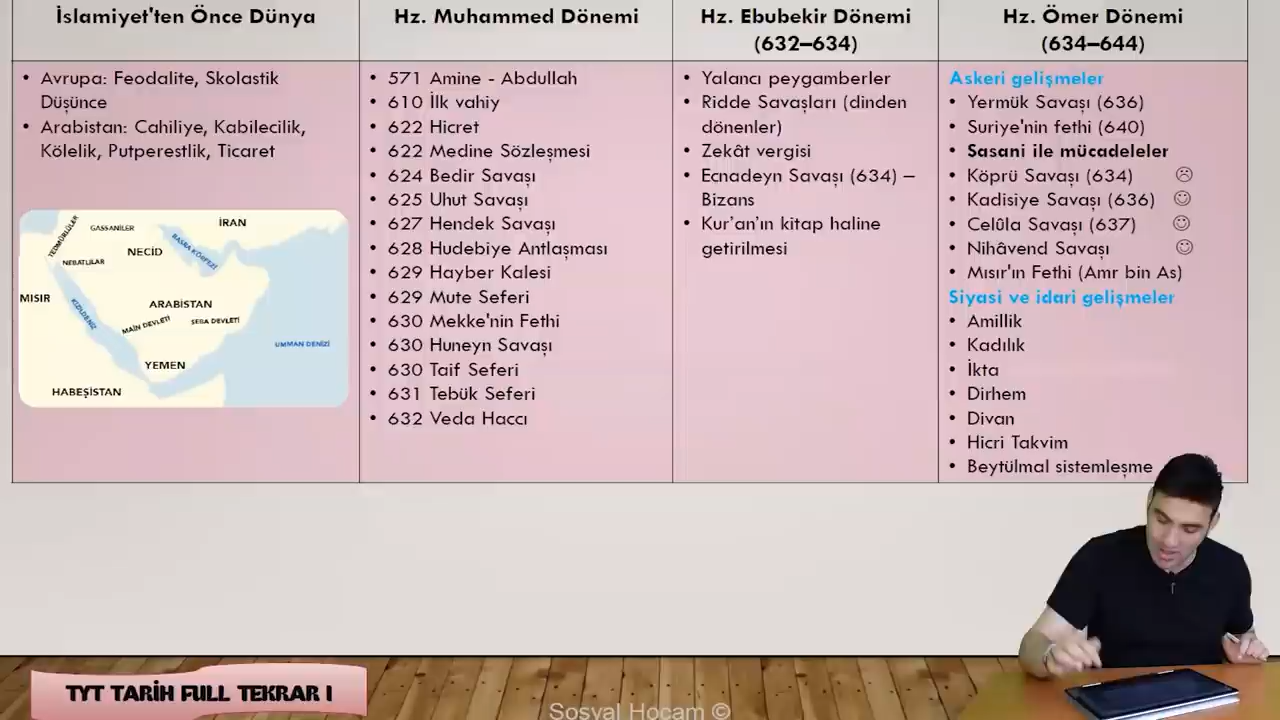 İslamiyet'ten Önce Dünya
• Avrupa: Feodalite, Skolastik
Düşünce
• Arabistan: Cahiliye, Kabilecilik,
Kölelik, Putperestlik, Ticaret
TEDMÜRLÜLER
GASSANİLER
İRAN
NECİD
BASRA KÖRFEZİ
NEBATLILAR
MISIR
KIZILDENİZ
ARABİSTAN
MAİN DEVLETİ
SEBA DEVLETİ
UMMAN DENİZİ
YEMEN
HABEŞİSTAN
Hz. Muhammed Dönemi
• 571 Amine - Abdullah
• 610 İlk vahiy
• 622 Hicret
• 622 Medine Sözleşmesi
• 624 Bedir Savaşı
• 625 Uhut Savaşı
• 627 Hendek Savaşı
• 628 Hudebiye Antlaşması
• 629 Hayber Kalesi
• 629 Mute Seferi
• 630 Mekke'nin Fethi
• 630 Huneyn Savaşı
• 630 Taif Seferi
• 631 Tebük Seferi
• 632 Veda Haccı
Hz. Ebubekir Dönemi
(632–634)
• Yalancı peygamberler
• Ridde Savaşları (dinden
dönenler)
• Zekât vergisi
• Ecnadeyn Savaşı (634) –
Bizans
• Kur’an’ın kitap haline
getirilmesi
Hz. Ömer Dönemi
(634–644)
Askeri gelişmeler
• Yermük Savaşı (636)
• Suriye'nin fethi (640)
• Sasani ile mücadeleler
• Köprü Savaşı (634) ☹
• Kadisiye Savaşı (636) ☺
• Celûla Savaşı (637) ☺
• Nihâvend Savaşı ☺
• Mısır'ın Fethi (Amr bin As)
Siyasi ve idari gelişmeler
• Amillik
• Kadılık
• İkta
• Dirhem
• Divan
• Hicri Takvim
• Beytülmal sistemleşme
TYT TARİH FULL TEKRAR I
Sosyal Hocam ©